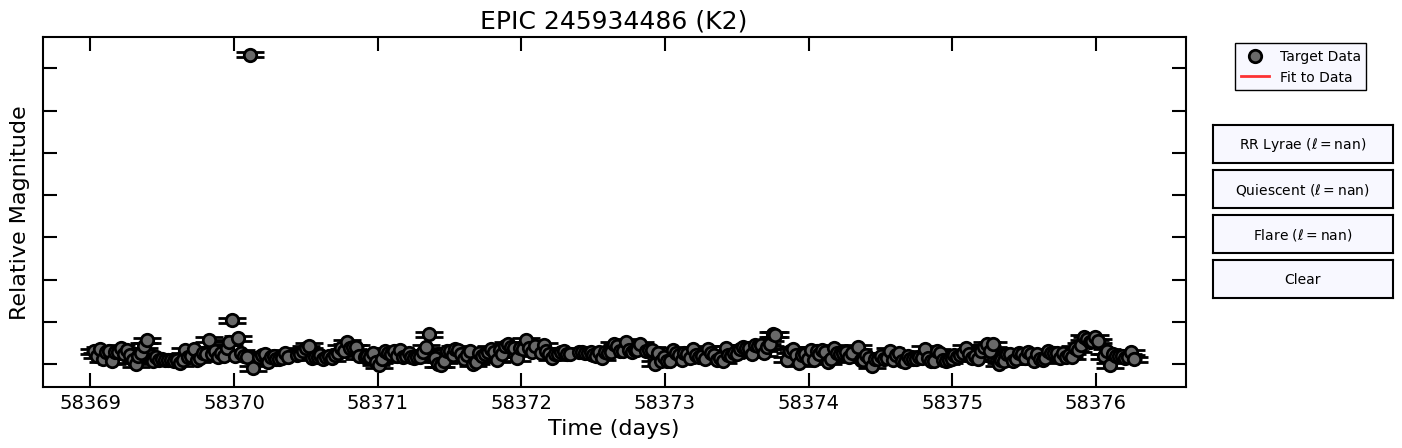 EPIC 245934486 (K2)
Relative Magnitude
58369 58370 58371 58372 58373 58374 58375 58376
Time (days)
Target Data
Fit to Data
RR Lyrae (ℓ = nan)
Quiescent (ℓ = nan)
Flare (ℓ = nan)
Clear